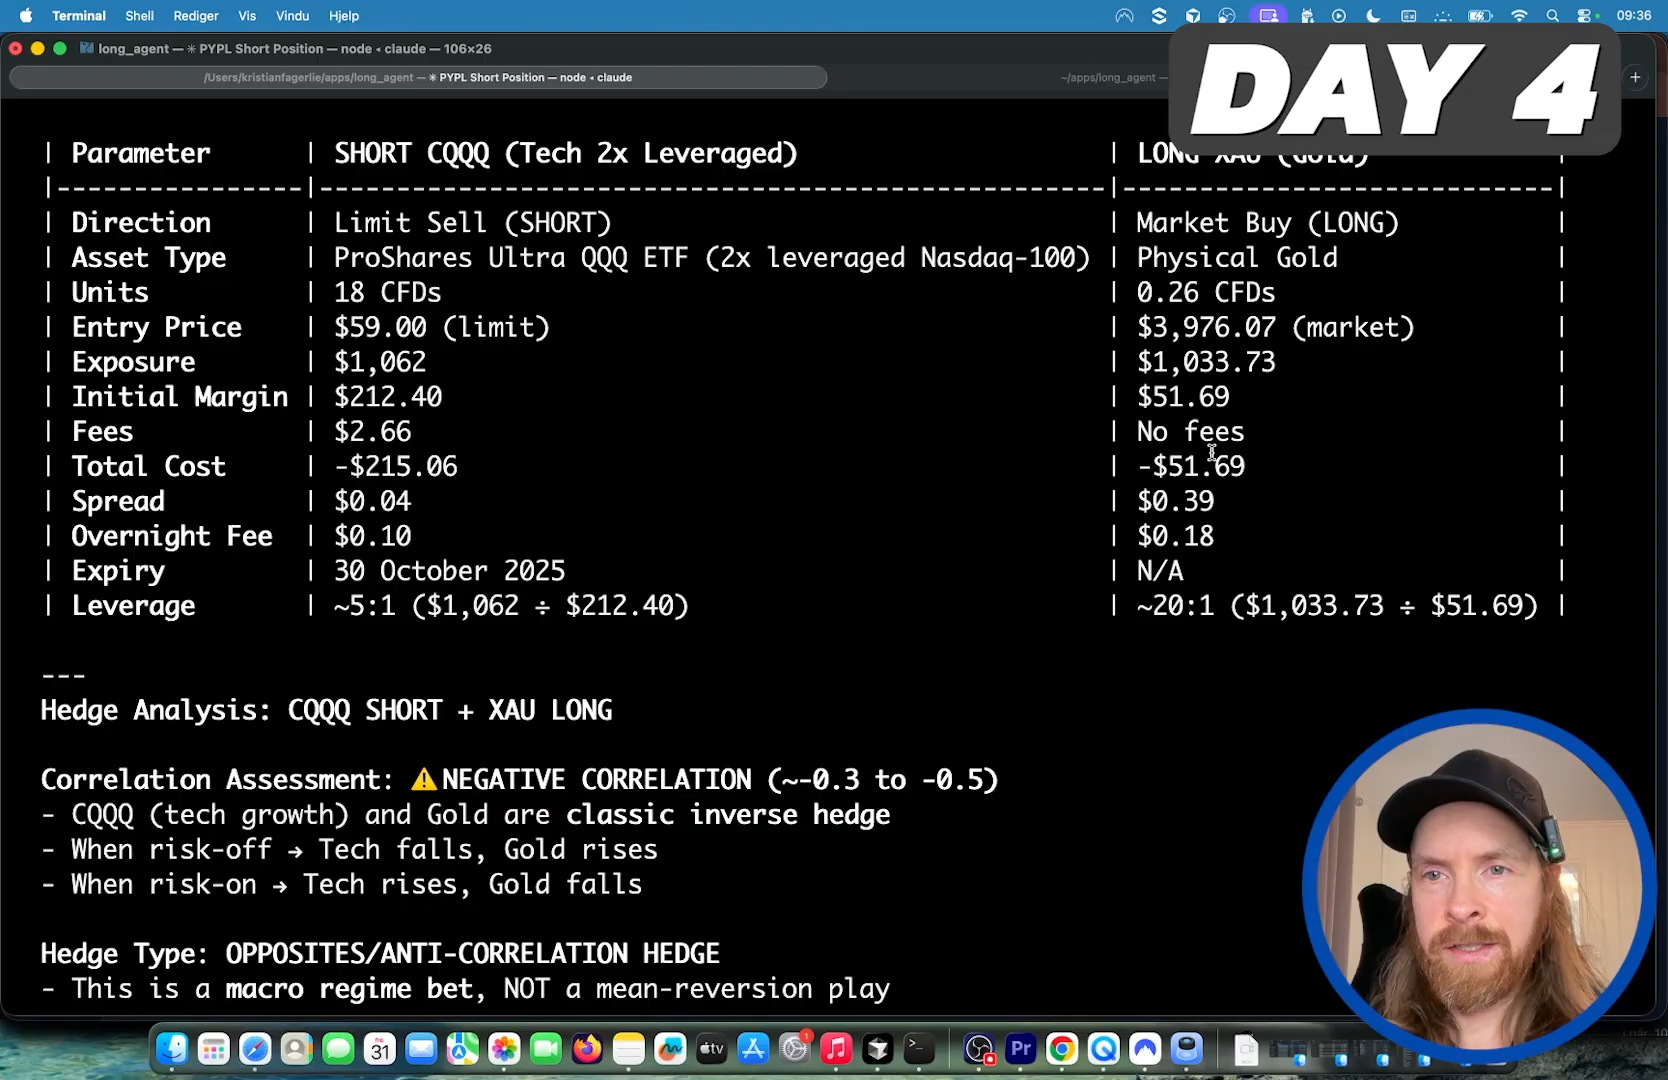 Terminal Shell Rediger Vis Vindu Hjelp 09:36
long_agent — ✳ PYPL Short Position — node ◂ claude — 106×26
/Users/kristianfagerlie/apps/long_agent — ✳ PYPL Short Position — node ◂ claude
~/apps/long_agent —
DAY 4
| Parameter | SHORT CQQQ (Tech 2x Leveraged) | LONG XAU (Gold) |
|----------------|----------------------------------------------------|----------------------------|
| Direction | Limit Sell (SHORT) | Market Buy (LONG) |
| Asset Type | ProShares Ultra QQQ ETF (2x leveraged Nasdaq-100) | Physical Gold |
| Units | 18 CFDs | 0.26 CFDs |
| Entry Price | $59.00 (limit) | $3,976.07 (market) |
| Exposure | $1,062 | $1,033.73 |
| Initial Margin | $212.40 | $51.69 |
| Fees | $2.66 | No fees |
| Total Cost | -$215.06 | -$51.69 |
| Spread | $0.04 | $0.39 |
| Overnight Fee | $0.10 | $0.18 |
| Expiry | 30 October 2025 | N/A |
| Leverage | ~5:1 ($1,062 ÷ $212.40) | ~20:1 ($1,033.73 ÷ $51.69) |
---
Hedge Analysis: CQQQ SHORT + XAU LONG
Correlation Assessment: ⚠️ NEGATIVE CORRELATION (~-0.3 to -0.5)
- CQQQ (tech growth) and Gold are classic inverse hedge
- When risk-off → Tech falls, Gold rises
- When risk-on → Tech rises, Gold falls
Hedge Type: OPPOSITES/ANTI-CORRELATION HEDGE
- This is a macro regime bet, NOT a mean-reversion play
31
tv
1
Pr